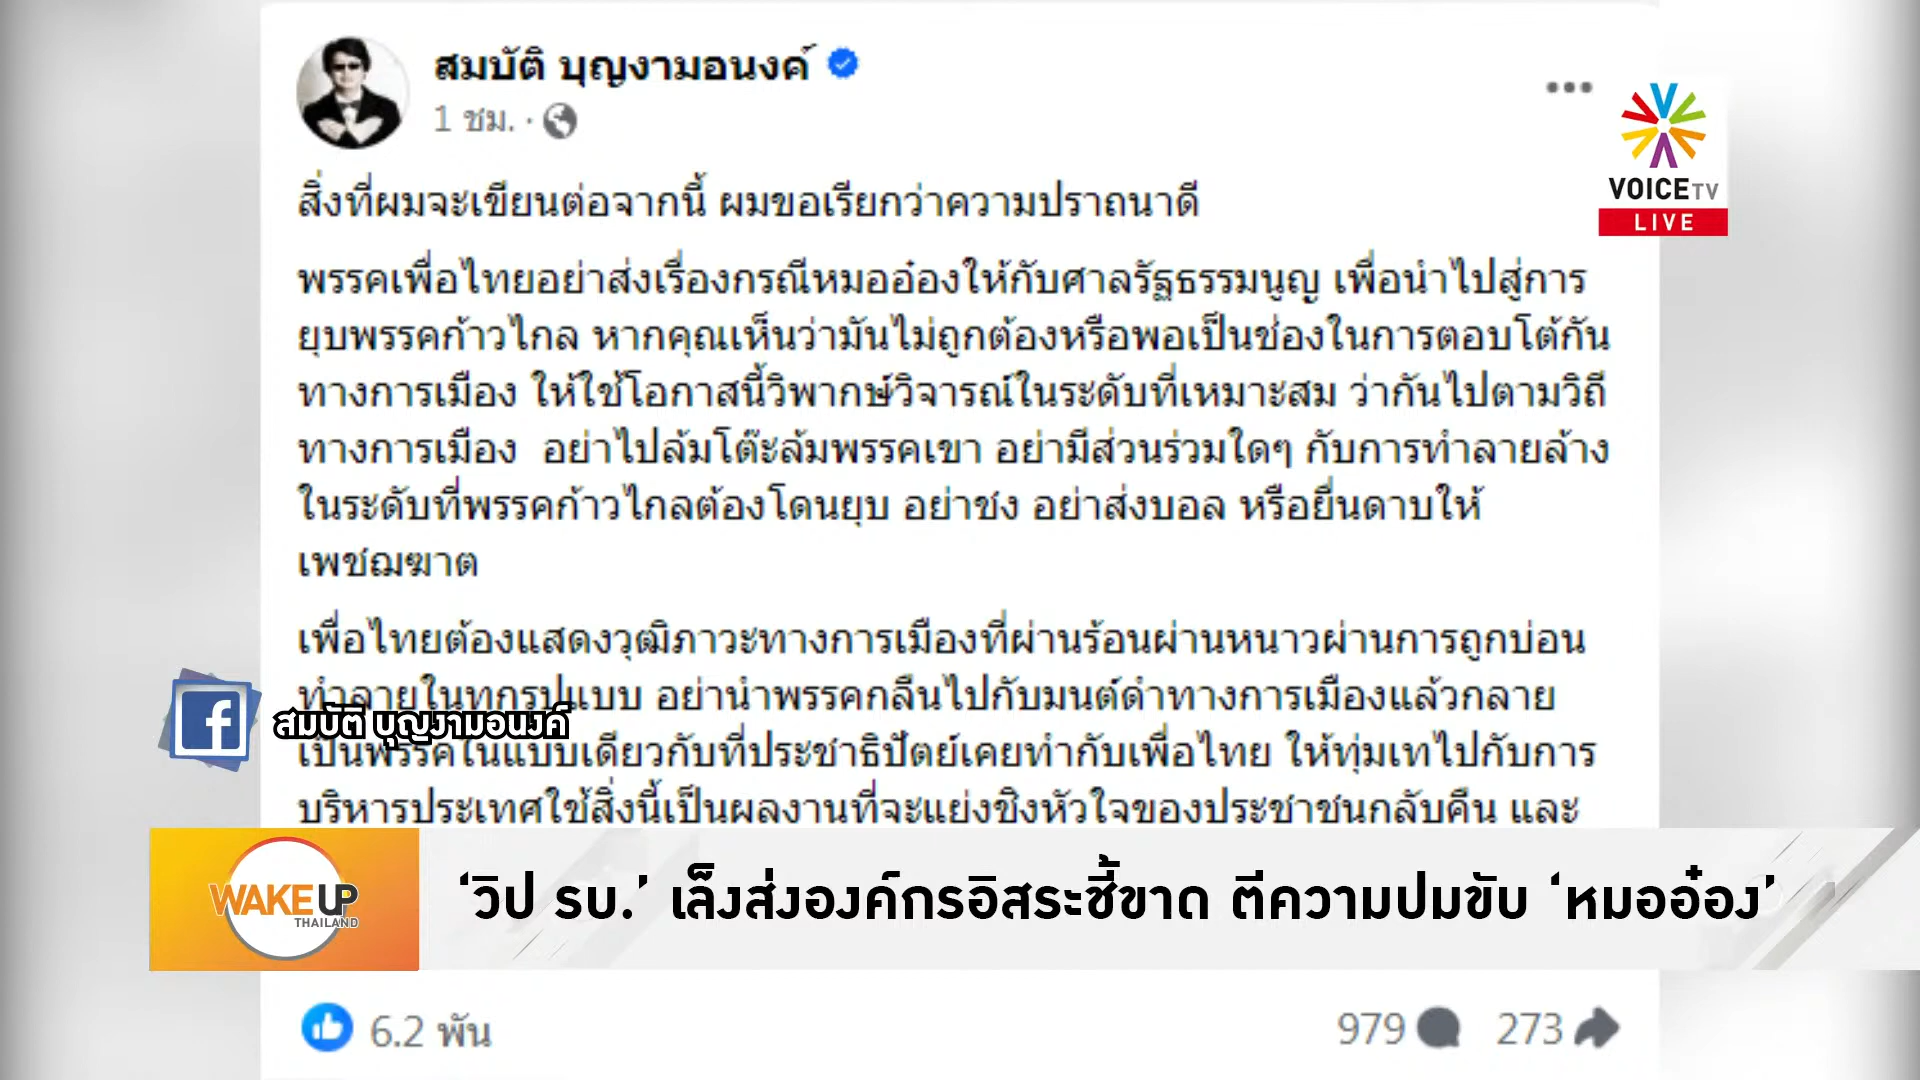 สมบัติ บุญงามอนงค์
1 ชม. ·
VOICE TV
LIVE
สิ่งที่ผมจะเขียนต่อจากนี้ ผมขอเรียกว่าความปราถนาดี
พรรคเพื่อไทยอย่าส่งเรื่องกรณีหมออ๋องให้กับศาลรัฐธรรมนูญ เพื่อนำไปสู่การ
ยุบพรรคก้าวไกล หากคุณเห็นว่ามันไม่ถูกต้องหรือพอเป็นช่องในการตอบโต้กัน
ทางการเมือง ให้ใช้โอกาสนี้วิพากษ์วิจารณ์ในระดับที่เหมาะสม ว่ากันไปตามวิถี
ทางการเมือง อย่าไปล้มโต๊ะล้มพรรคเขา อย่ามีส่วนร่วมใดๆ กับการทำลายล้าง
ในระดับที่พรรคก้าวไกลต้องโดนยุบ อย่าชง อย่าส่งบอล หรือยื่นดาบให้
เพชฌฆาต
เพื่อไทยต้องแสดงวุฒิภาวะทางการเมืองที่ผ่านร้อนผ่านหนาวผ่านการถูกบ่อน
ทำลายในทุกรูปแบบ อย่านำพรรคกลืนไปกับมนต์ดำทางการเมืองแล้วกลาย
สมบัติ บุญงามอนงค์
เป็นพรรคในแบบเดียวกับที่ประชาธิปัตย์เคยทำกับเพื่อไทย ให้ทุ่มเทไปกับการ
บริหารประเทศใช้สิ่งนี้เป็นผลงานที่จะแย่งชิงหัวใจของประชาชนกลับคืน และ
WAKE UP
THAILAND
‘วิป รบ.’ เล็งส่งองค์กรอิสระชี้ขาด ตีความปมขับ ‘หมออ๋อง’
6.2 พัน
979 273